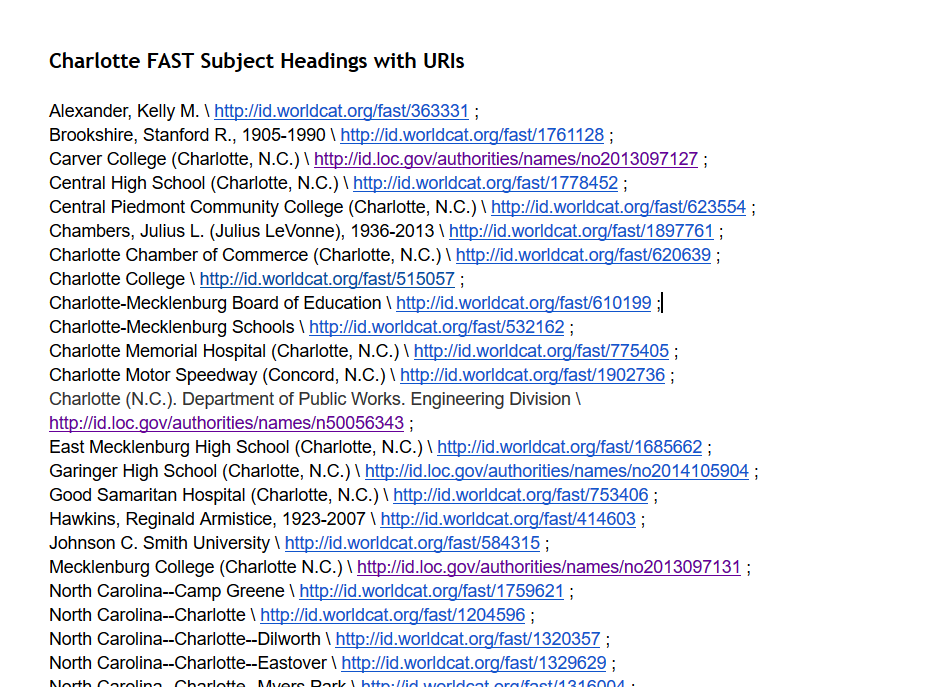 Charlotte FAST Subject Headings with URIs
Alexander, Kelly M. \ http://id.worldcat.org/fast/363331 ;
Brookshire, Stanford R., 1905-1990 \ http://id.worldcat.org/fast/1761128 ;
Carver College (Charlotte, N.C.) \ http://id.loc.gov/authorities/names/no2013097127 ;
Central High School (Charlotte, N.C.) \ http://id.worldcat.org/fast/1778452 ;
Central Piedmont Community College (Charlotte, N.C.) \ http://id.worldcat.org/fast/623554 ;
Chambers, Julius L. (Julius LeVonne), 1936-2013 \ http://id.worldcat.org/fast/1897761 ;
Charlotte Chamber of Commerce (Charlotte, N.C.) \ http://id.worldcat.org/fast/620639 ;
Charlotte College \ http://id.worldcat.org/fast/515057 ;
Charlotte-Mecklenburg Board of Education \ http://id.worldcat.org/fast/610199 ;
Charlotte-Mecklenburg Schools \ http://id.worldcat.org/fast/532162 ;
Charlotte Memorial Hospital (Charlotte, N.C.) \ http://id.worldcat.org/fast/775405 ;
Charlotte Motor Speedway (Concord, N.C.) \ http://id.worldcat.org/fast/1902736 ;
Charlotte (N.C.). Department of Public Works. Engineering Division \
http://id.loc.gov/authorities/names/n50056343 ;
East Mecklenburg High School (Charlotte, N.C.) \ http://id.worldcat.org/fast/1685662 ;
Garinger High School (Charlotte, N.C.) \ http://id.loc.gov/authorities/names/no2014105904 ;
Good Samaritan Hospital (Charlotte, N.C.) \ http://id.worldcat.org/fast/753406 ;
Hawkins, Reginald Armistice, 1923-2007 \ http://id.worldcat.org/fast/414603 ;
Johnson C. Smith University \ http://id.worldcat.org/fast/584315 ;
Mecklenburg College (Charlotte N.C.) \ http://id.loc.gov/authorities/names/no2013097131 ;
North Carolina--Camp Greene \ http://id.worldcat.org/fast/1759621 ;
North Carolina--Charlotte \ http://id.worldcat.org/fast/1204596 ;
North Carolina--Charlotte--Dilworth \ http://id.worldcat.org/fast/1320357 ;
North Carolina--Charlotte--Eastover \ http://id.worldcat.org/fast/1329629 ;
North Carolina--Charlotte--Myers Park \ http://id.worldcat.org/fast/1316004 ;